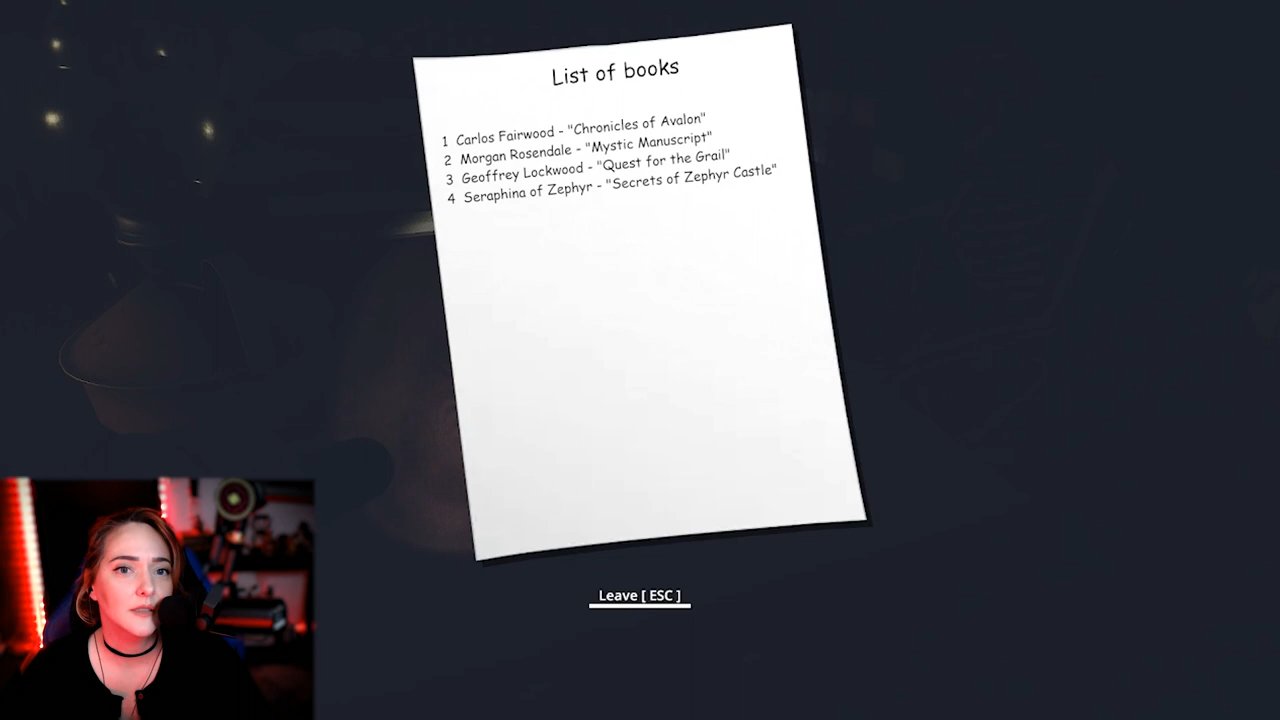 List of books
1 Carlos Fairwood - "Chronicles of Avalon"
2 Morgan Rosendale - "Mystic Manuscript"
3 Geoffrey Lockwood - "Quest for the Grail"
4 Seraphina of Zephyr - "Secrets of Zephyr Castle"
Leave [ ESC ]